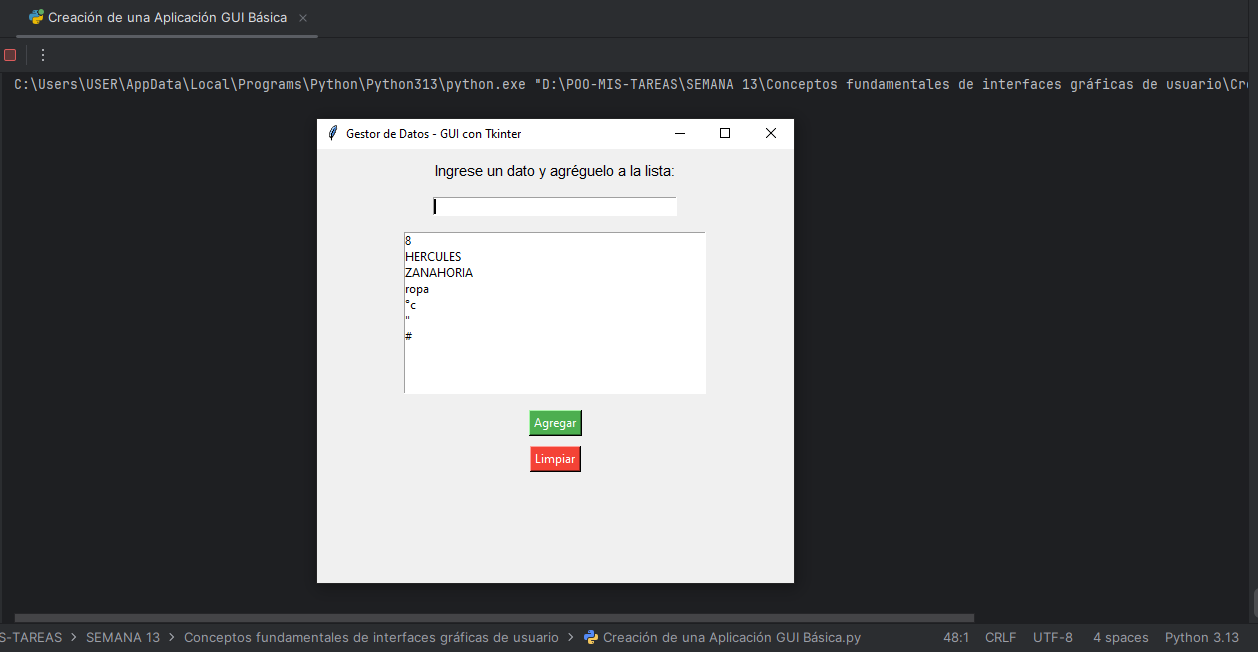 Creación de una Aplicación GUI Básica
C:\Users\USER\AppData\Local\Programs\Python\Python313\python.exe "D:\POO-MIS-TAREAS\SEMANA 13\Conceptos fundamentales de interfaces gráficas de usuario\Cre
Gestor de Datos - GUI con Tkinter
Ingrese un dato y agréguelo a la lista:
8
HERCULES
ZANAHORIA
ropa
°c
"
#
Agregar
Limpiar
S-TAREAS > SEMANA 13 > Conceptos fundamentales de interfaces gráficas de usuario > Creación de una Aplicación GUI Básica.py 48:1 CRLF UTF-8 4 spaces Python 3.13